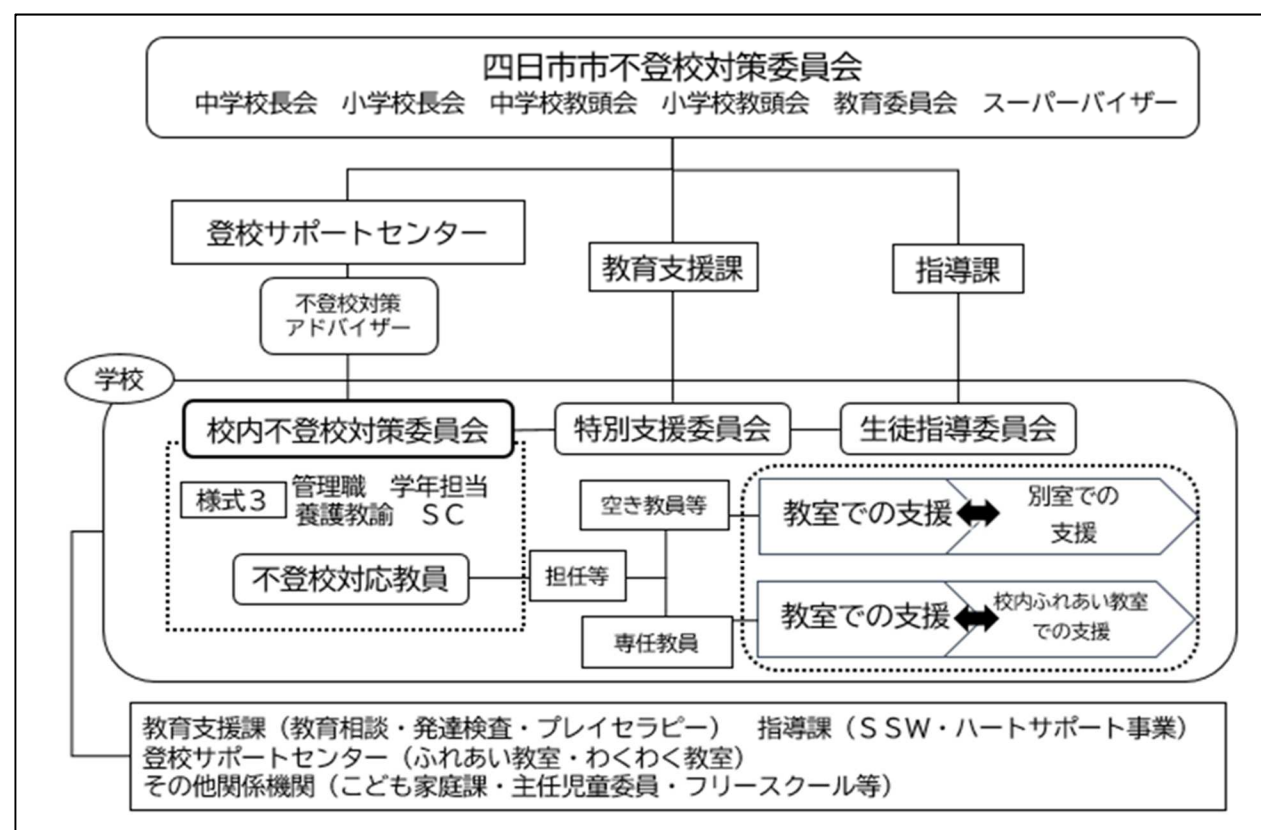 四日市市不登校対策委員会
中学校長会　小学校長会　中学校教頭会　小学校教頭会　教育委員会　スーパーバイザー
登校サポートセンター
教育支援課
指導課
不登校対策
アドバイザー
学校
校内不登校対策委員会
特別支援委員会
生徒指導委員会
様式３
管理職　学年担当
養護教諭　ＳＣ
不登校対応教員
担任等
空き教員等
専任教員
教室での支援
別室での
支援
教室での支援
校内ふれあい教室
での支援
教育支援課（教育相談・発達検査・プレイセラピー）　指導課（ＳＳＷ・ハートサポート事業）
登校サポートセンター（ふれあい教室・わくわく教室）
その他関係機関（こども家庭課・主任児童委員・フリースクール等）